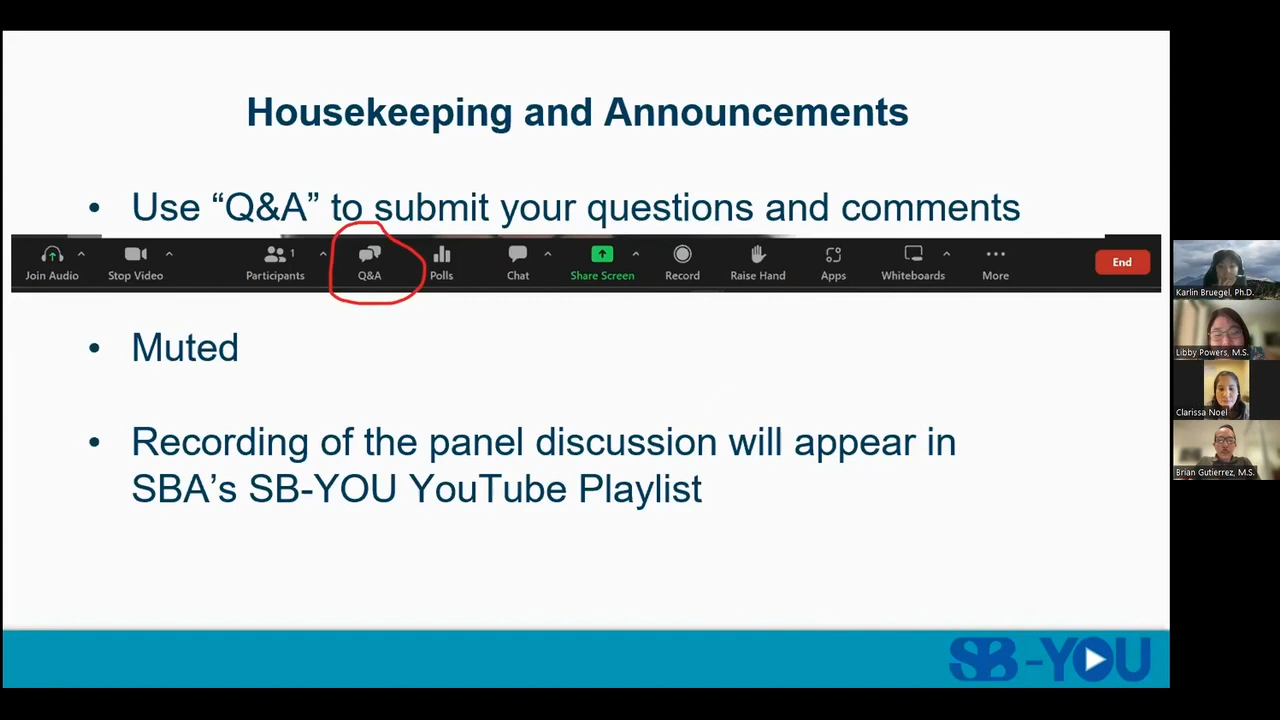 Housekeeping and Announcements
• Use “Q&A” to submit your questions and comments
Join Audio Stop Video Participants 1 Q&A Polls Chat Share Screen Record Raise Hand Apps Whiteboards More End
• Muted
• Recording of the panel discussion will appear in
SBA’s SB-YOU YouTube Playlist
SB-YOU
Karlin Bruegel, Ph.D.
Libby Powers, M.S.
Clarissa Noel
Brian Gutierrez, M.S.